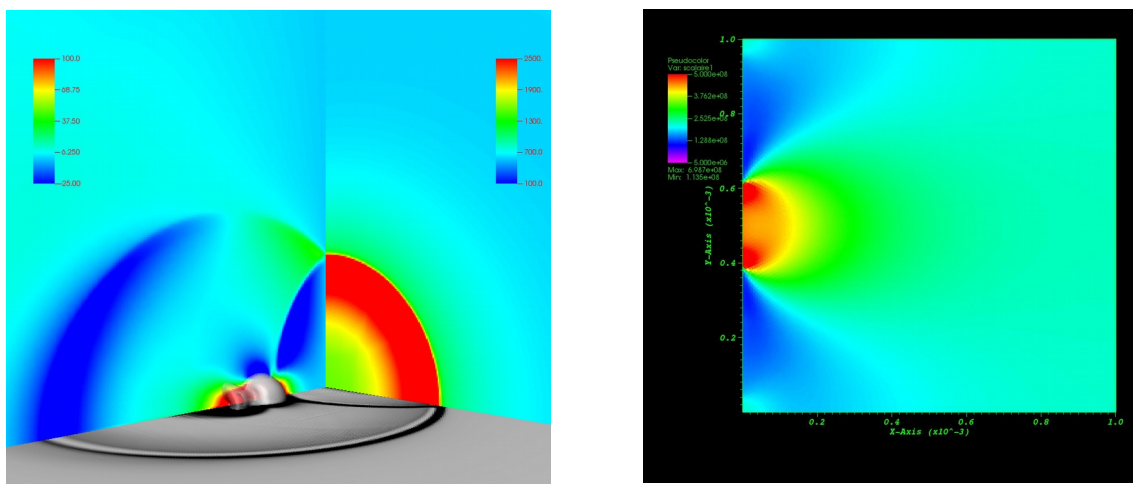 100.0
68.75
37.50
6.250
-25.00
2500.
1900.
1300.
700.0
100.0
1.0
Pseudocolor
Var: scalaire1
5.000e+08
3.762e+08
2.525e+08
1.288e+08
5.000e+06
Max: 6.987e+08
Min: 1.135e+08
0.8
0.6
0.4
0.2
Y-Axis (x10^-3)
0.2
0.4
0.6
0.8
1.0
X-Axis (x10^-3)